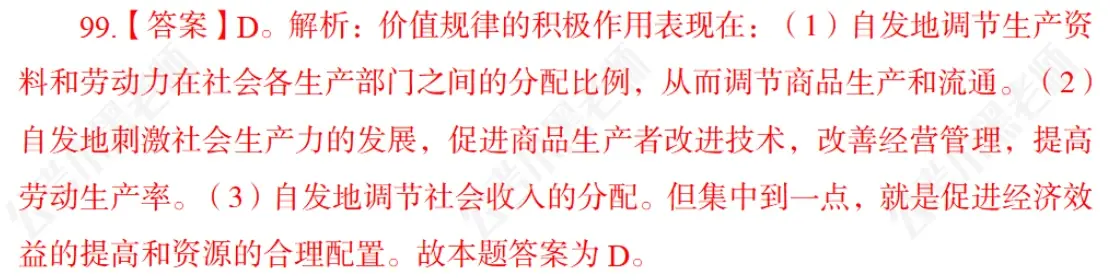 99.【答案】D。解析：价值规律的积极作用表现在：（1）自发地调节生产资
料和劳动力在社会各生产部门之间的分配比例，从而调节商品生产和流通。（2）
自发地刺激社会生产力的发展，促进商品生产者改进技术，改善经营管理，提高
劳动生产率。（3）自发地调节社会收入的分配。但集中到一点，就是促进经济效
益的提高和资源的合理配置。故本题答案为 D。